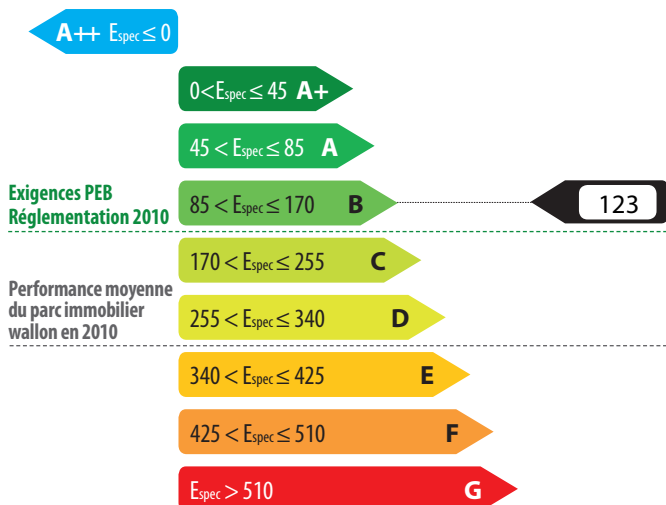 A++ Espec ≤ 0
0<Espec ≤ 45 A+
45 < Espec ≤ 85 A
Exigences PEB
Réglementation 2010
85 < Espec ≤ 170 B
123
170 < Espec ≤ 255 C
Performance moyenne
du parc immobilier
wallon en 2010
255 < Espec ≤ 340 D
340 < Espec ≤ 425 E
425 < Espec ≤ 510 F
Espec > 510 G